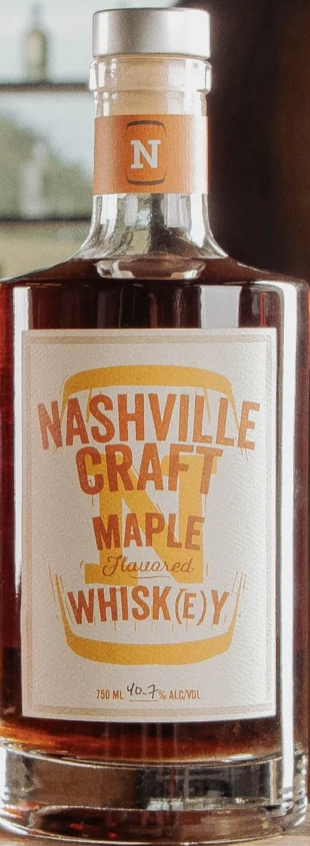 N
NASHVILLE
CRAFT
N
MAPLE
Flavored
WHISK(E)Y
750 ML 40.7% ALC/VOL